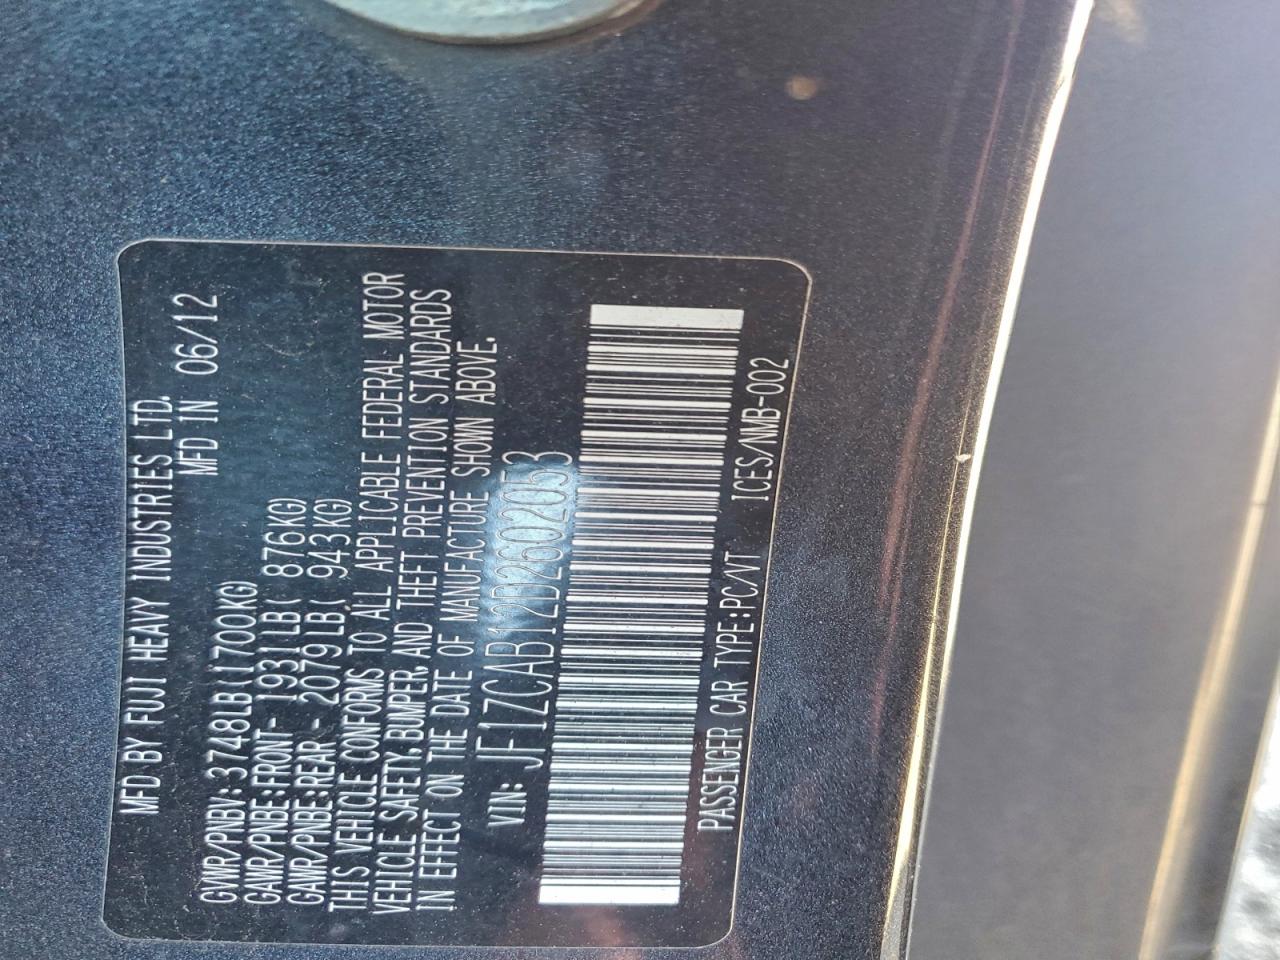 MFD BY FUJI HEAVY INDUSTRIES LTD.
MFD IN 06/12
GVWR/PNBV: 3748LB (1700KG)
GAWR/PNBE:FRONT- 1931LB( 876KG)
GAWR/PNBE:REAR - 2079LB( 943KG)
THIS VEHICLE CONFORMS TO ALL APPLICABLE FEDERAL MOTOR
VEHICLE SAFETY, BUMPER, AND THEFT PREVENTION STANDARDS
IN EFFECT ON THE DATE OF MANUFACTURE SHOWN ABOVE.
VIN: JF1ZCAB12D2602053
PASSENGER CAR TYPE:PC/VT ICES/NMB-002